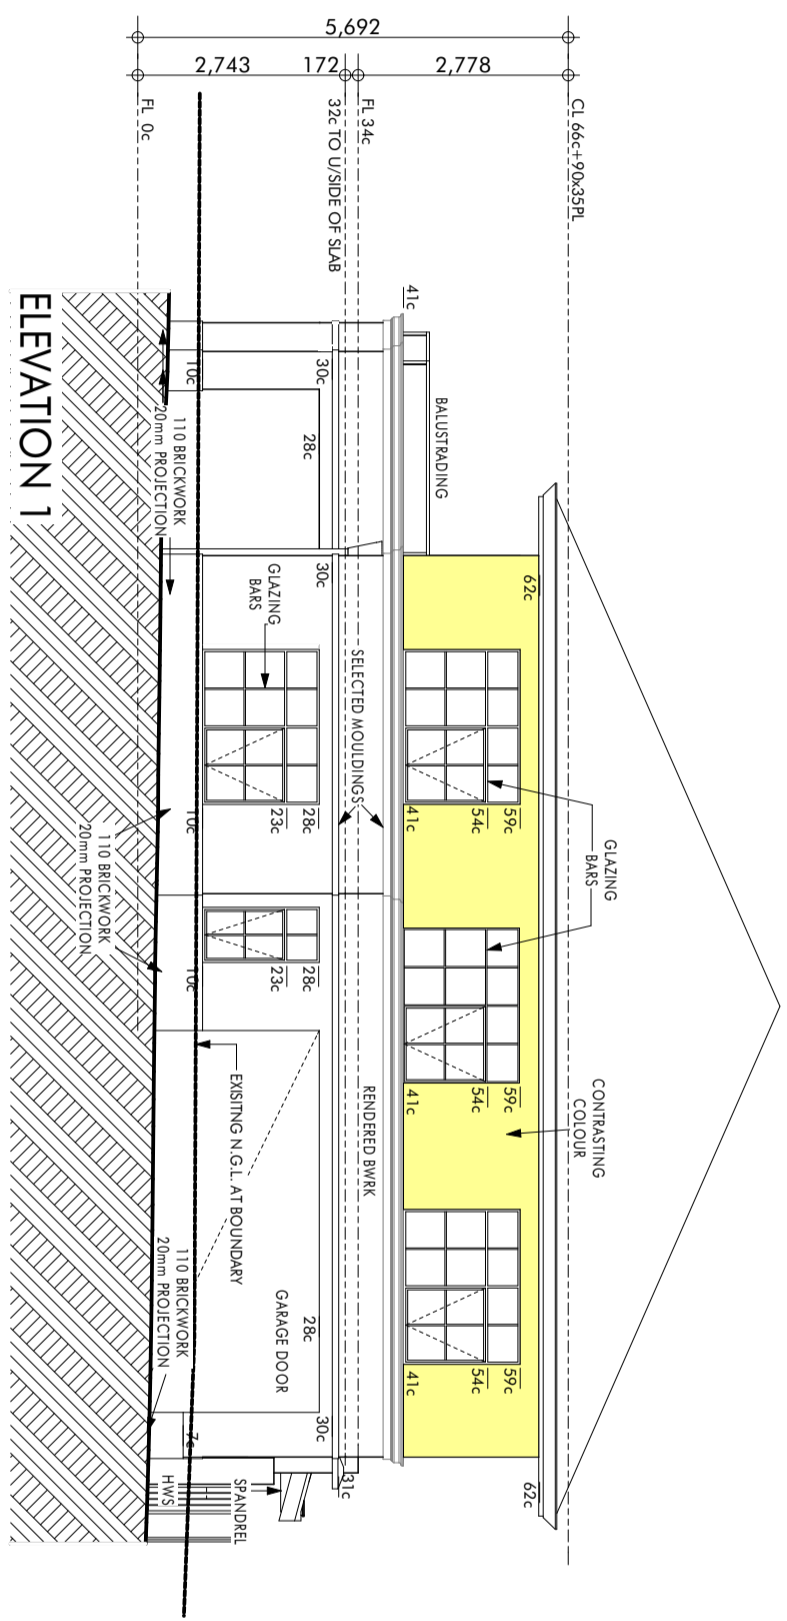 5,692
2,743
172
2,778
FL 0c
32c TO U/SIDE OF SLAB
FL 34c
CL 66c+90x35PL
41c
BALUSTRADING
30c
10c
28c
110 BRICKWORK
20mm PROJECTION
62c
30c
GLAZING
BARS
SELECTED MOULDINGS
59c
54c
41c
28c
23c
10c
GLAZING
BARS
110 BRICKWORK
20mm PROJECTION
28c
23c
10c
59c
54c
41c
CONTRASTING
COLOUR
RENDERED BWRK
EXISITNG N.G.L. AT BOUNDARY
GARAGE DOOR
28c
110 BRICKWORK
20mm PROJECTION
59c
54c
41c
30c
7c
62c
31c
SPANDREL
HWS
ELEVATION 1